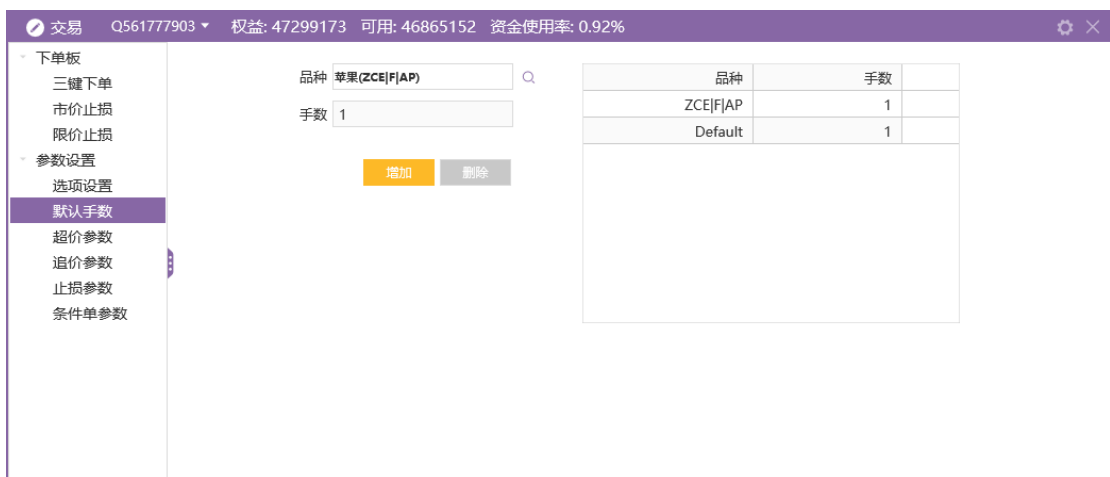 交易 Q561777903 权益: 47299173 可用: 46865152 资金使用率: 0.92%
下单板
三键下单
市价止损
限价止损
参数设置
选项设置
默认手数
超价参数
追价参数
止损参数
条件单参数
品种 苹果(ZCE|F|AP)
手数 1
增加 删除
品种 手数
ZCE|F|AP 1
Default 1